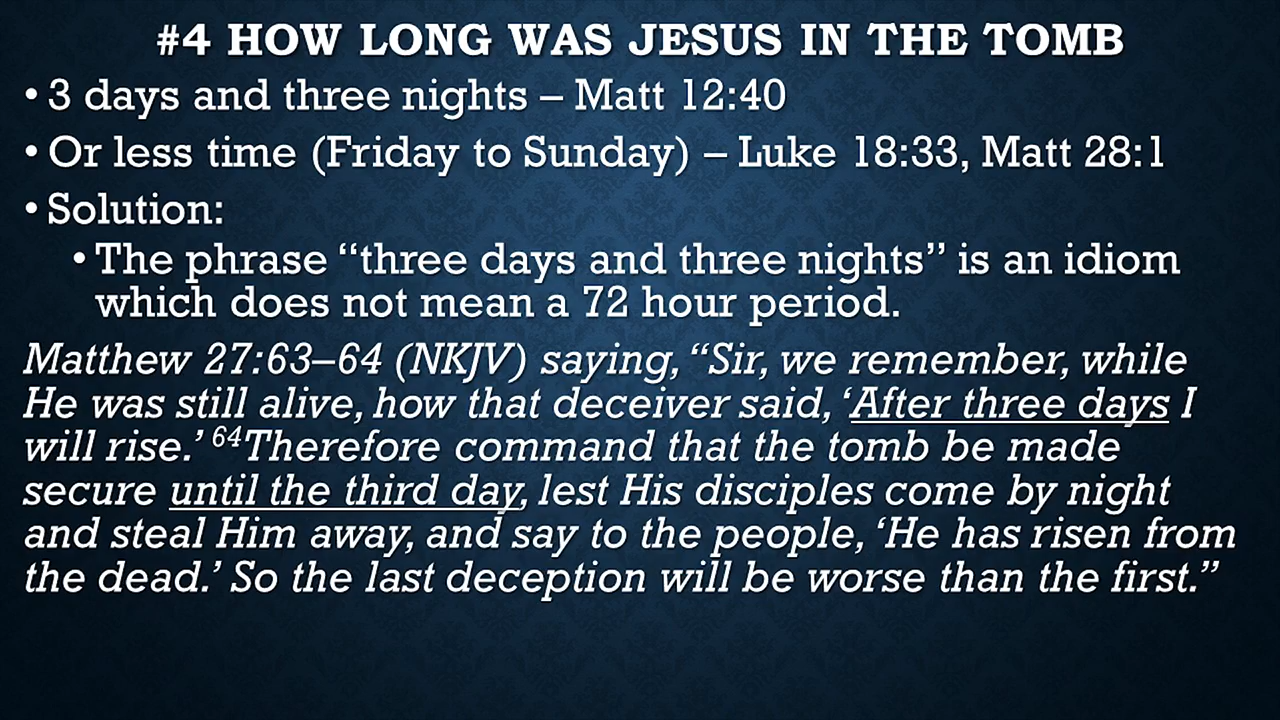 #4 HOW LONG WAS JESUS IN THE TOMB
• 3 days and three nights – Matt 12:40
• Or less time (Friday to Sunday) – Luke 18:33, Matt 28:1
• Solution:
• The phrase “three days and three nights” is an idiom
which does not mean a 72 hour period.
Matthew 27:63–64 (NKJV) saying, “Sir, we remember, while
He was still alive, how that deceiver said, ‘After three days I
will rise.’ 64Therefore command that the tomb be made
secure until the third day, lest His disciples come by night
and steal Him away, and say to the people, ‘He has risen from
the dead.’ So the last deception will be worse than the first.”